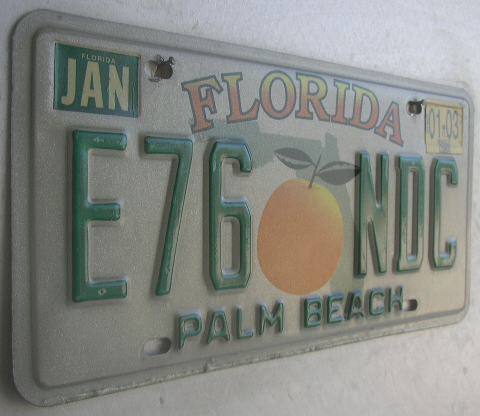 FLORIDA
JAN
FLORIDA
01-03
E76 NDC
PALM BEACH